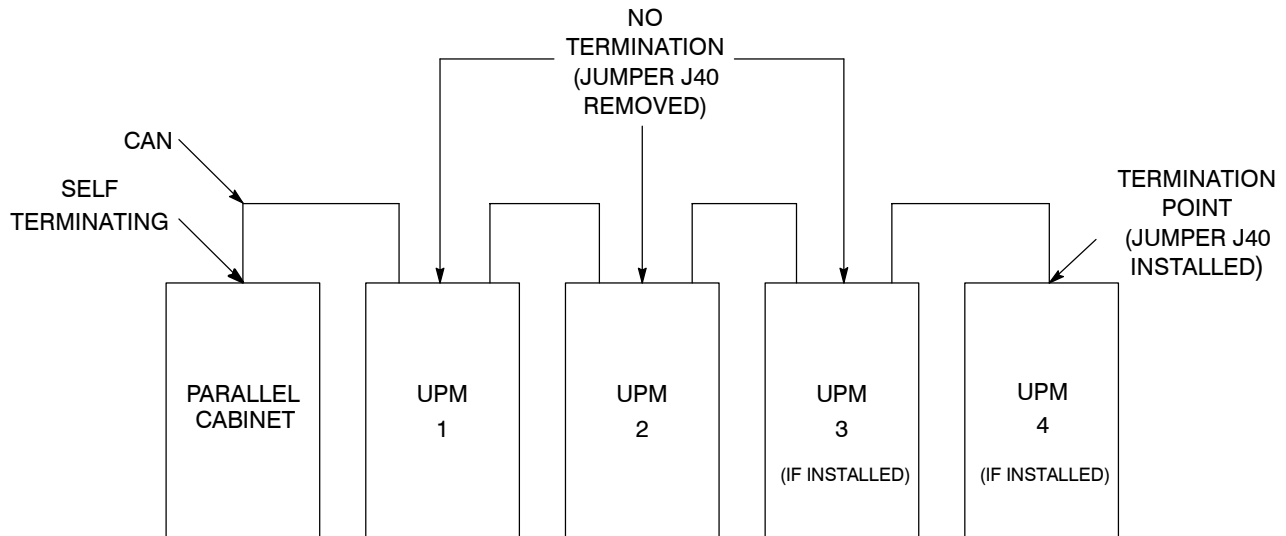 NO
TERMINATION
(JUMPER J40
REMOVED)
CAN
SELF
TERMINATING
TERMINATION
POINT
(JUMPER J40
INSTALLED)
PARALLEL
CABINET
UPM
1
UPM
2
UPM
3
(IF INSTALLED)
UPM
4
(IF INSTALLED)